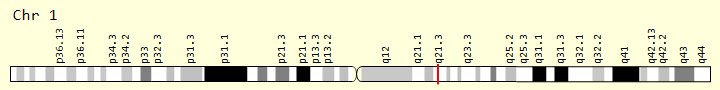 Chr 1
p36.13
p36.11
p34.3
p34.2
p33
p32.3
p31.3
p31.1
p21.3
p21.1
p13.3
p13.2
q12
q21.1
q21.3
q23.3
q25.2
q25.3
q31.1
q31.3
q32.1
q32.2
q41
q42.13
q42.2
q43
q44